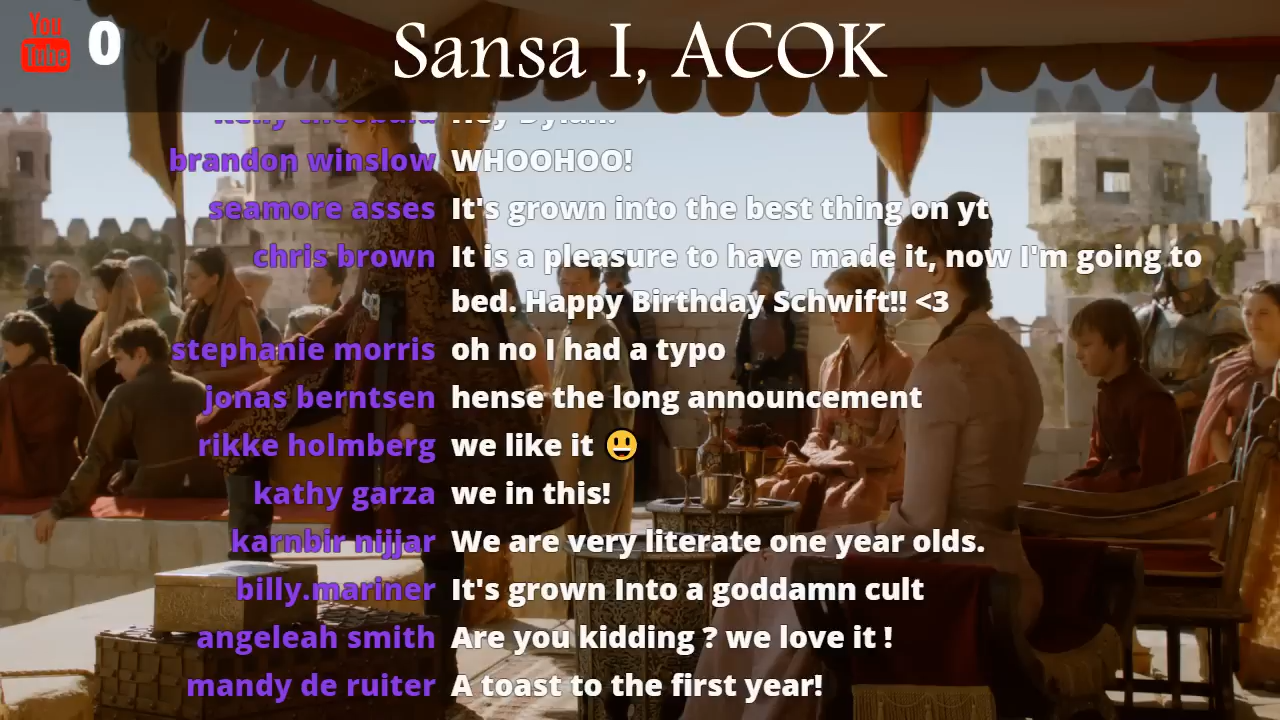 You
Tube
0
Sansa I, ACOK
kelly theobald Hey Dylan!
brandon winslow WHOOHOO!
seamore asses It's grown into the best thing on yt
chris brown It is a pleasure to have made it, now I'm going to
bed. Happy Birthday Schwift!! <3
stephanie morris oh no I had a typo
jonas berntsen hense the long announcement
rikke holmberg we like it 😃
kathy garza we in this!
karnbir nijjar We are very literate one year olds.
billy.mariner It's grown Into a goddamn cult
angeleah smith Are you kidding ? we love it !
mandy de ruiter A toast to the first year!